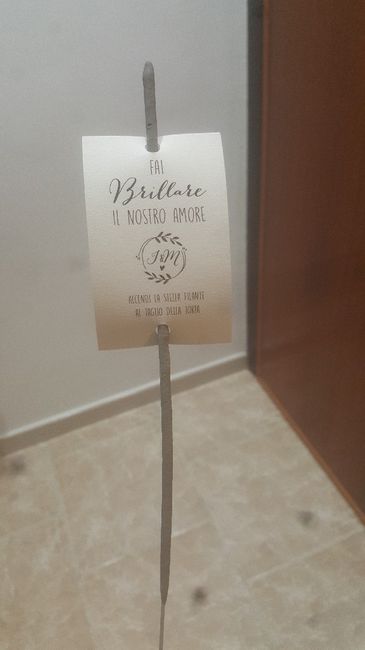 FAI
Brillare
IL NOSTRO AMORE
I&M
ACCENDI LA STELLA FILANTE
AL TAGLIO DELLA TORTA